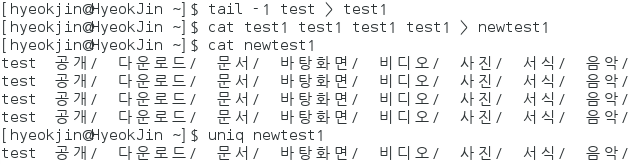 [hyeokjin@HyeokJin ~]$ tail -1 test > test1
[hyeokjin@HyeokJin ~]$ cat test1 test1 test1 test1 > newtest1
[hyeokjin@HyeokJin ~]$ cat newtest1
test 공개/ 다운로드/ 문서/ 바탕화면/ 비디오/ 사진/ 서식/ 음악/
test 공개/ 다운로드/ 문서/ 바탕화면/ 비디오/ 사진/ 서식/ 음악/
test 공개/ 다운로드/ 문서/ 바탕화면/ 비디오/ 사진/ 서식/ 음악/
test 공개/ 다운로드/ 문서/ 바탕화면/ 비디오/ 사진/ 서식/ 음악/
[hyeokjin@HyeokJin ~]$ uniq newtest1
test 공개/ 다운로드/ 문서/ 바탕화면/ 비디오/ 사진/ 서식/ 음악/